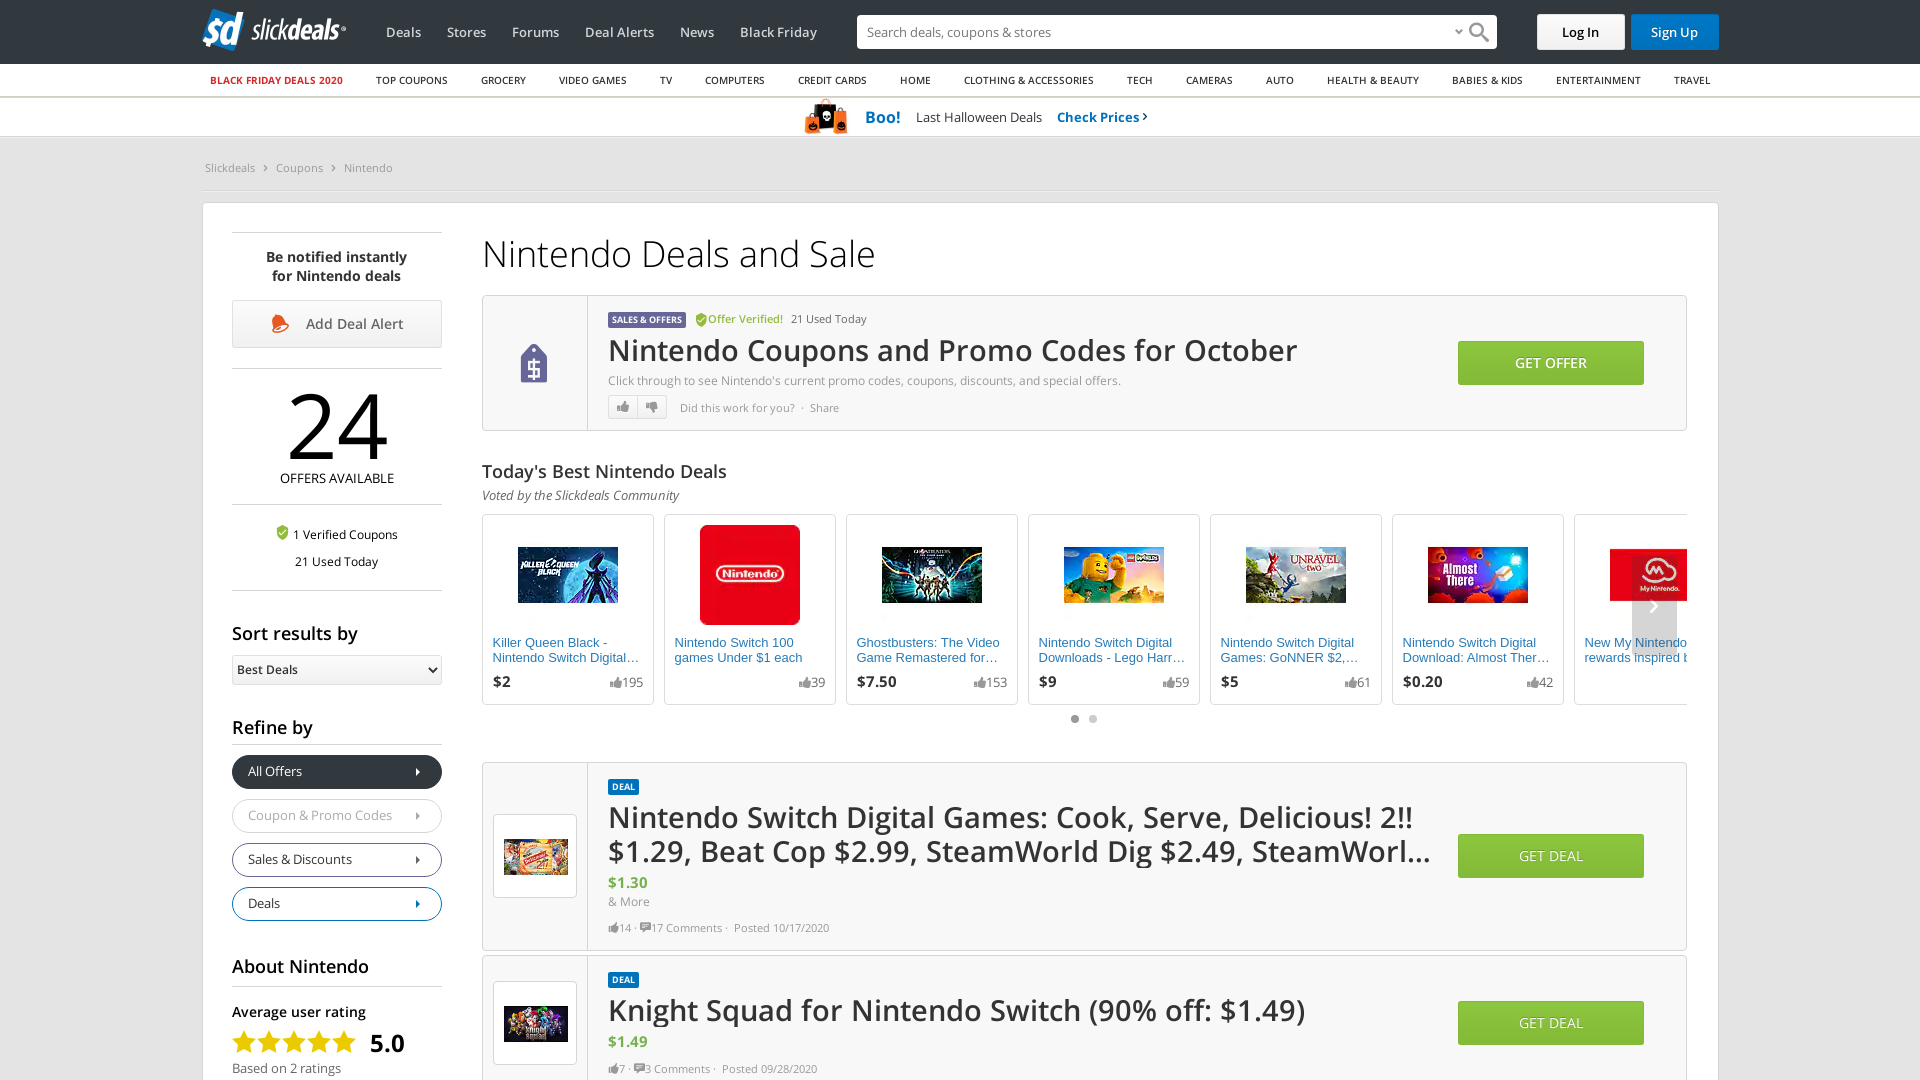 slickdeals
Deals
Stores
Forums
Deal Alerts
News
Black Friday
Search deals, coupons & stores
Log In
Sign Up
BLACK FRIDAY DEALS 2020
TOP COUPONS
GROCERY
VIDEO GAMES
TV
COMPUTERS
CREDIT CARDS
HOME
CLOTHING & ACCESSORIES
TECH
CAMERAS
AUTO
HEALTH & BEAUTY
BABIES & KIDS
ENTERTAINMENT
TRAVEL
Boo! Last Halloween Deals Check Prices
Slickdeals > Coupons > Nintendo
Be notified instantly
for Nintendo deals
Add Deal Alert
24
OFFERS AVAILABLE
1 Verified Coupons
21 Used Today
Sort results by
Best Deals
Refine by
All Offers
Coupon & Promo Codes
Sales & Discounts
Deals
About Nintendo
Average user rating
5.0
Based on 2 ratings
Nintendo Deals and Sale
SALES & OFFERS Offer Verified! 21 Used Today
Nintendo Coupons and Promo Codes for October
Click through to see Nintendo's current promo codes, coupons, discounts, and special offers.
Did this work for you? · Share
GET OFFER
Today's Best Nintendo Deals
Voted by the Slickdeals Community
KILLER QUEEN
BLACK
Killer Queen Black -
Nintendo Switch Digital...
$2
195
Nintendo
Nintendo Switch 100
games Under $1 each
39
GHOSTBUSTERS
Ghostbusters: The Video
Game Remastered for...
$7.50
153
LEGO WORLDS
Nintendo Switch Digital
Downloads - Lego Harr...
$9
59
UNRAVEL
TWO
Nintendo Switch Digital
Games: GoNNER $2,...
$5
61
Almost
There
Nintendo Switch Digital
Download: Almost Ther...
$0.20
42
My Nintendo.
New My Nintendo
rewards inspired b
DEAL
Nintendo Switch Digital Games: Cook, Serve, Delicious! 2!!
$1.29, Beat Cop $2.99, SteamWorld Dig $2.49, SteamWorl...
$1.30
& More
14 · 17 Comments · Posted 10/17/2020
GET DEAL
DEAL
Knight Squad for Nintendo Switch (90% off: $1.49)
$1.49
7 · 3 Comments · Posted 09/28/2020
GET DEAL